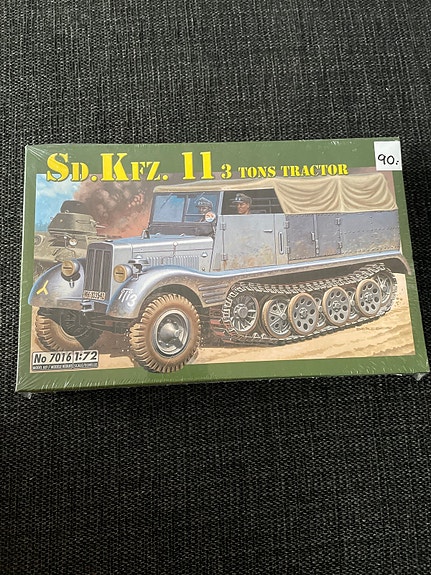 90:-
SD.KFZ. 11 3 TONS TRACTOR
No 7016 1:72